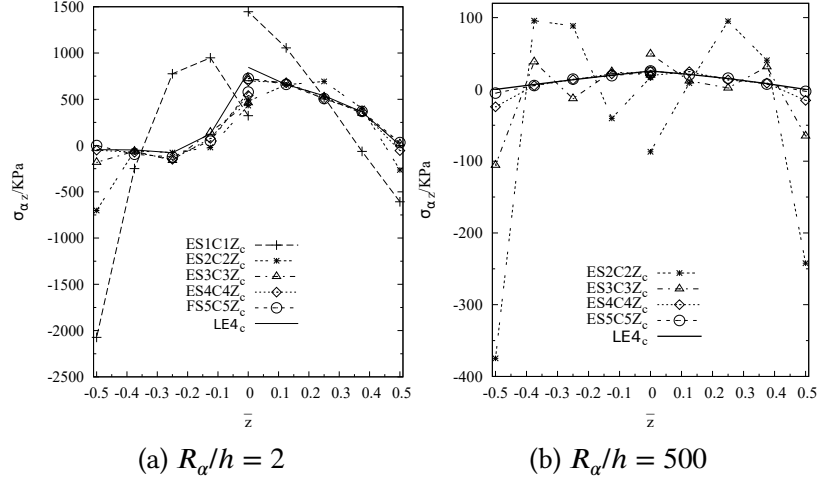 1500
1000
500
0
-500
-1000
-1500
-2000
-2500
σαz/KPa
-0.5 -0.4 -0.3 -0.2 -0.1 0 0.1 0.2 0.3 0.4 0.5
z̄
ES1C1Zc
ES2C2Zc
ES3C3Zc
ES4C4Zc
FS5C5Zc
LE4c
(a) Rα/h = 2
100
0
-100
-200
-300
-400
σαz/KPa
-0.5 -0.4 -0.3 -0.2 -0.1 0 0.1 0.2 0.3 0.4 0.5
z̄
ES2C2Zc
ES3C3Zc
ES4C4Zc
ES5C5Zc
LE4c
(b) Rα/h = 500